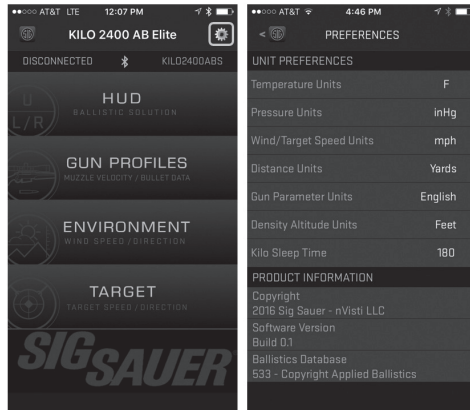 AT&T LTE 12:07 PM
KILO 2400 AB Elite
DISCONNECTED KILO2400ABS
U
L/R
HUD
BALLISTIC SOLUTION
GUN PROFILES
MUZZLE VELOCITY / BULLET DATA
ENVIRONMENT
WIND SPEED / DIRECTION
TARGET
TARGET SPEED / DIRECTION
SIG SAUER
AT&T 4:46 PM
< PREFERENCES
UNIT PREFERENCES
Temperature Units F
Pressure Units inHg
Wind/Target Speed Units mph
Distance Units Yards
Gun Parameter Units English
Density Altitude Units Feet
Kilo Sleep Time 180
PRODUCT INFORMATION
Copyright
2016 Sig Sauer - nVisti LLC
Software Version
Build 0.1
Ballistics Database
533 - Copyright Applied Ballistics